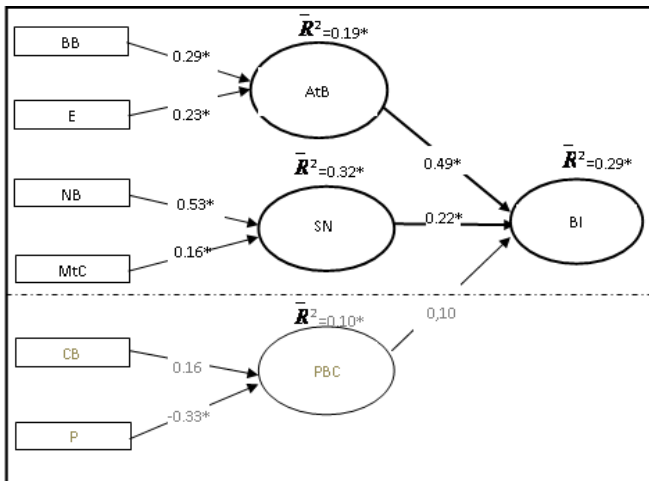 R̄²=0.19*
BB
0.29*
AtB
E
0.23*
R̄²=0.32*
0.49*
R̄²=0.29*
NB
0.53*
SN
0.22*
BI
MtC
0.16*
R̄²=0.10*
0,10
CB
0.16
PBC
P
-0.33*